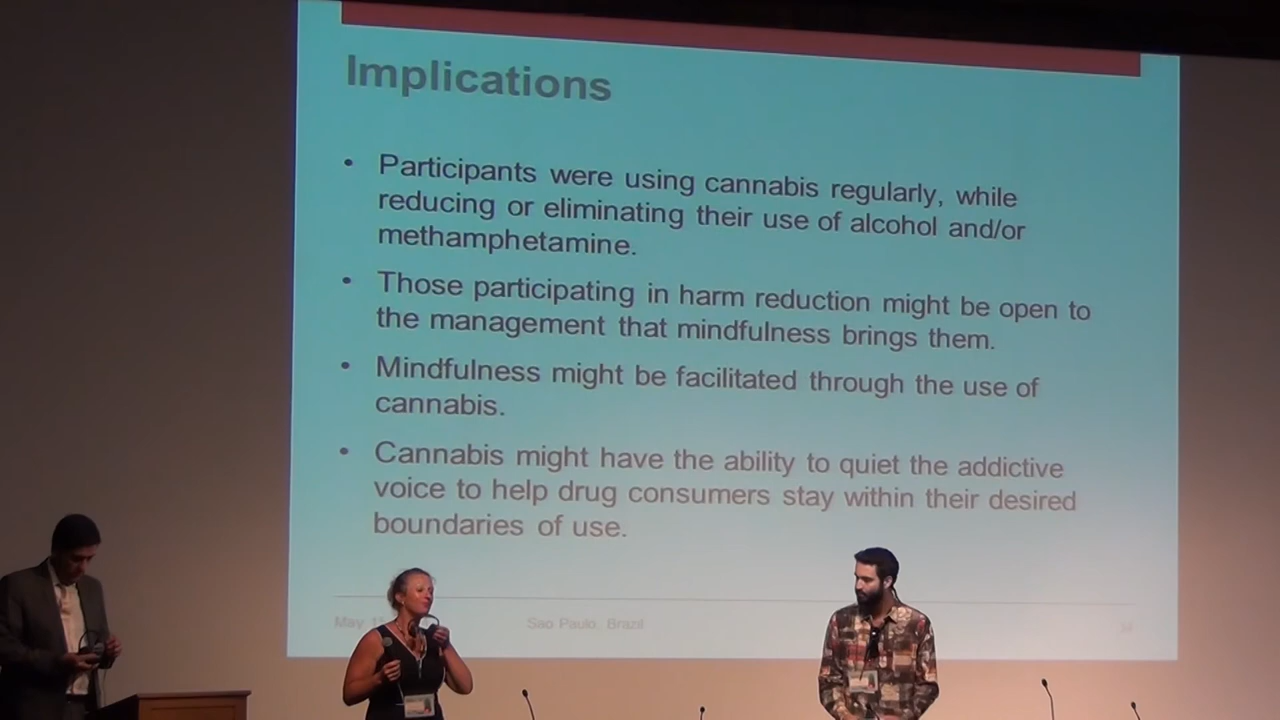 Implications
• Participants were using cannabis regularly, while
reducing or eliminating their use of alcohol and/or
methamphetamine.
• Those participating in harm reduction might be open to
the management that mindfulness brings them.
• Mindfulness might be facilitated through the use of
cannabis.
• Cannabis might have the ability to quiet the addictive
voice to help drug consumers stay within their desired
boundaries of use.
May
Sao Paulo, Brazil